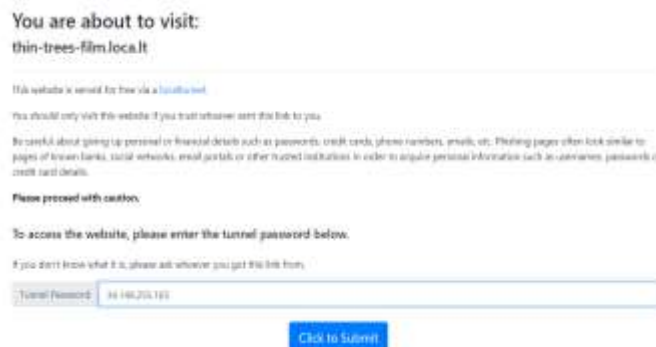 You are about to visit:
thin-trees-film.loca.lt
This website is served for free via a localtunnel.
You should only visit this website if you trust whoever sent this link to you.
Be careful about giving up personal or financial details such as passwords, credit cards, phone numbers, emails, etc. Phishing pages often look similar to
pages of known banks, social networks, email portals or other trusted institutions in order to acquire personal information such as usernames, passwords
credit card details.
Please proceed with caution.
To access the website, please enter the tunnel password below.
If you don't know what it is, please ask whoever you got this link from.
Tunnel Password
Click to Submit